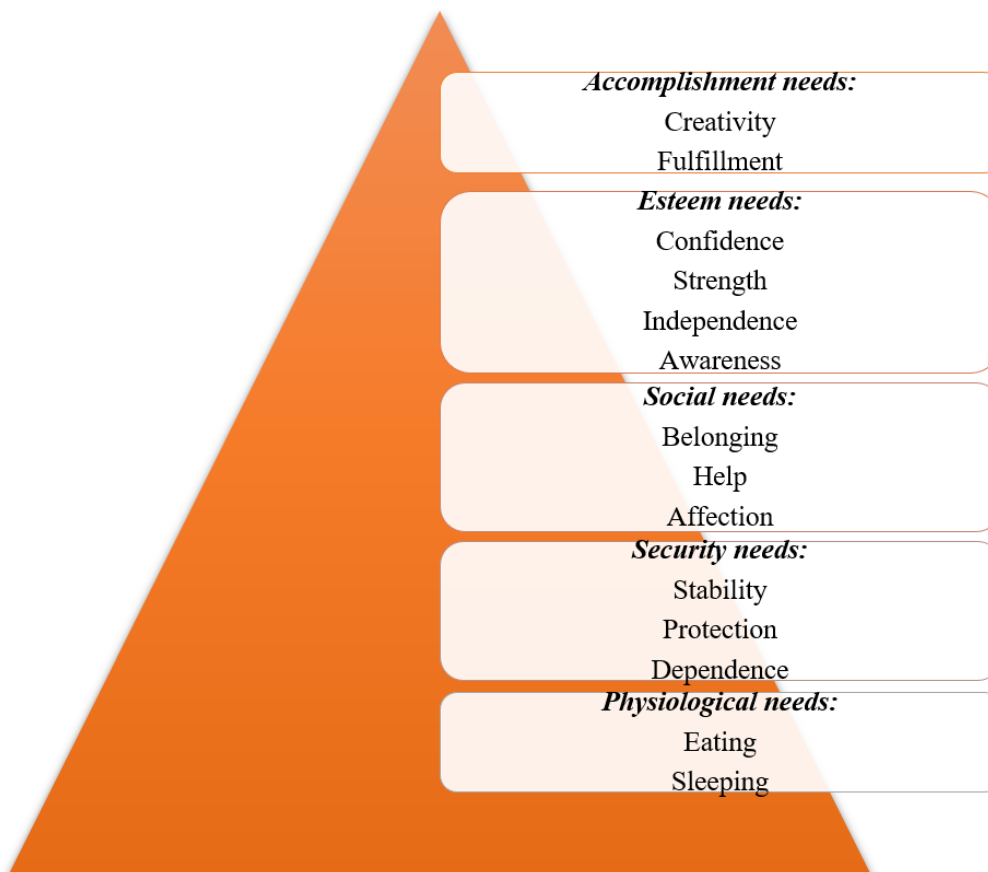 Accomplishment needs:
Creativity
Fulfillment
Esteem needs:
Confidence
Strength
Independence
Awareness
Social needs:
Belonging
Help
Affection
Security needs:
Stability
Protection
Dependence
Physiological needs:
Eating
Sleeping